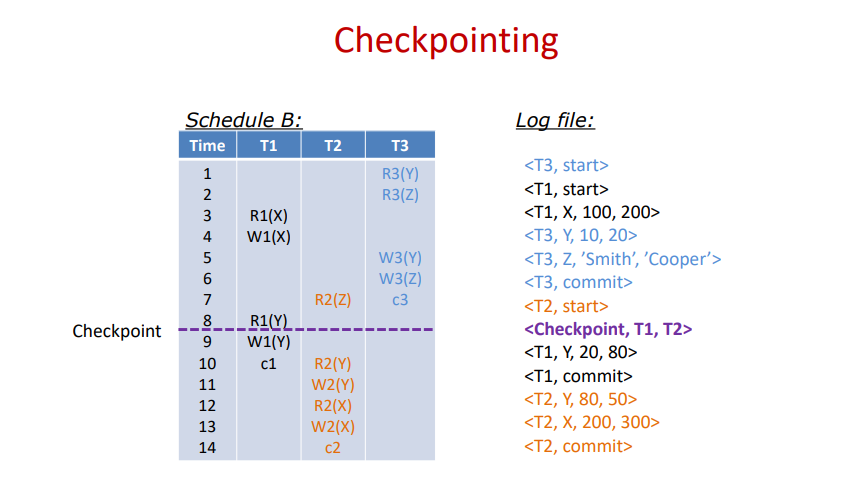 Checkpointing
Schedule B:
Time T1 T2 T3
1 R3(Y)
2 R3(Z)
3 R1(X)
4 W1(X)
5 W3(Y)
6 W3(Z)
7 R2(Z) c3
8 R1(Y)
Checkpoint
9 W1(Y)
10 c1 R2(Y)
11 W2(Y)
12 R2(X)
13 W2(X)
14 c2
Log file:
<T3, start>
<T1, start>
<T1, X, 100, 200>
<T3, Y, 10, 20>
<T3, Z, ’Smith’, ’Cooper’>
<T3, commit>
<T2, start>
<Checkpoint, T1, T2>
<T1, Y, 20, 80>
<T1, commit>
<T2, Y, 80, 50>
<T2, X, 200, 300>
<T2, commit>